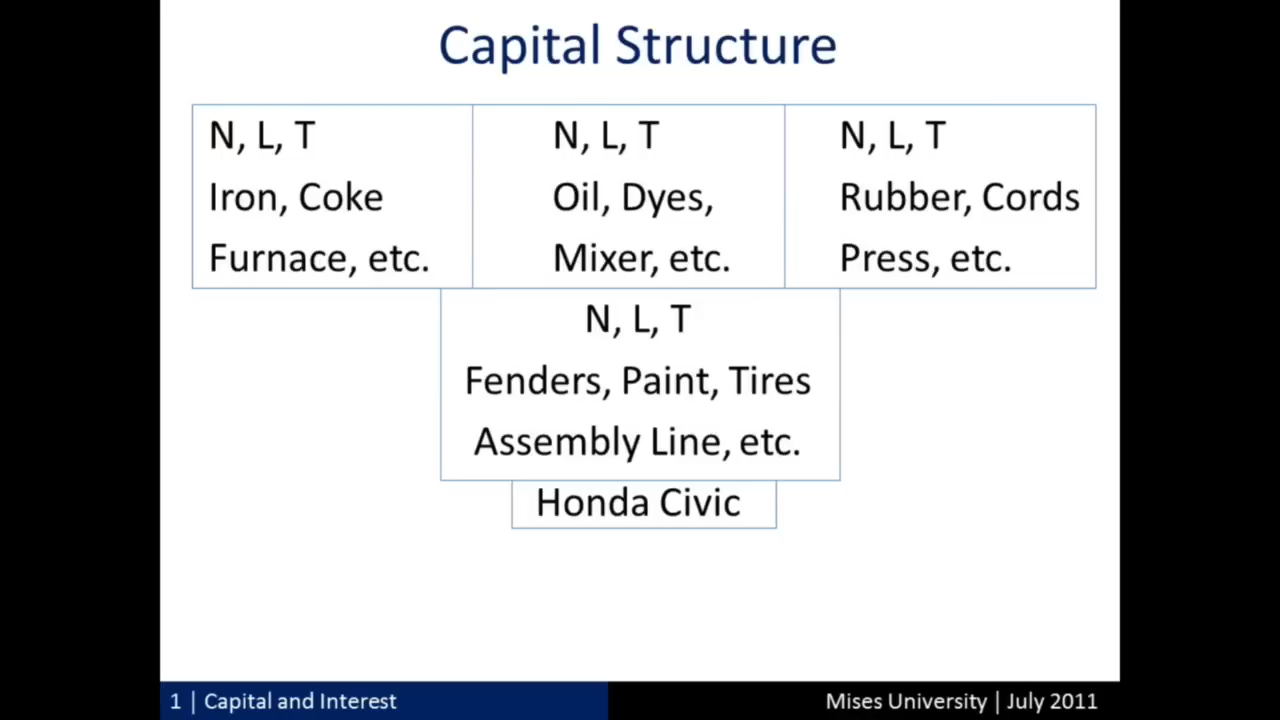 Capital Structure
N, L, T
Iron, Coke
Furnace, etc.
N, L, T
Oil, Dyes,
Mixer, etc.
N, L, T
Rubber, Cords
Press, etc.
N, L, T
Fenders, Paint, Tires
Assembly Line, etc.
Honda Civic
1 | Capital and Interest
Mises University | July 2011